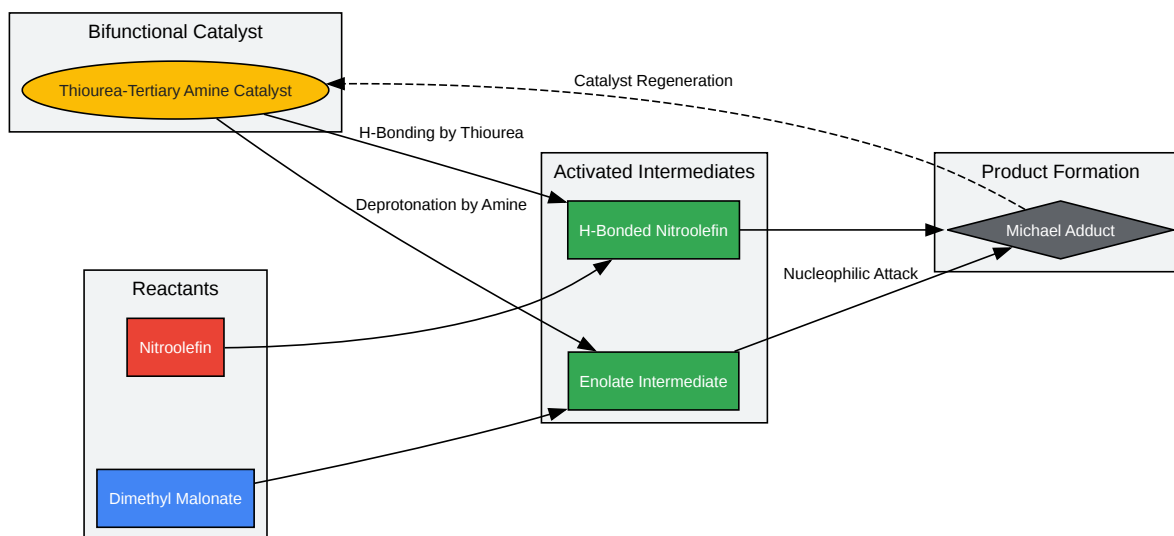 Bifunctional Catalyst
Thiourea-Tertiary Amine Catalyst
Catalyst Regeneration
H-Bonding by Thiourea
Activated Intermediates
Product Formation
Deprotonation by Amine
H-Bonded Nitroolefin
Michael Adduct
Nucleophilic Attack
Reactants
Nitroolefin
Enolate Intermediate
Dimethyl Malonate